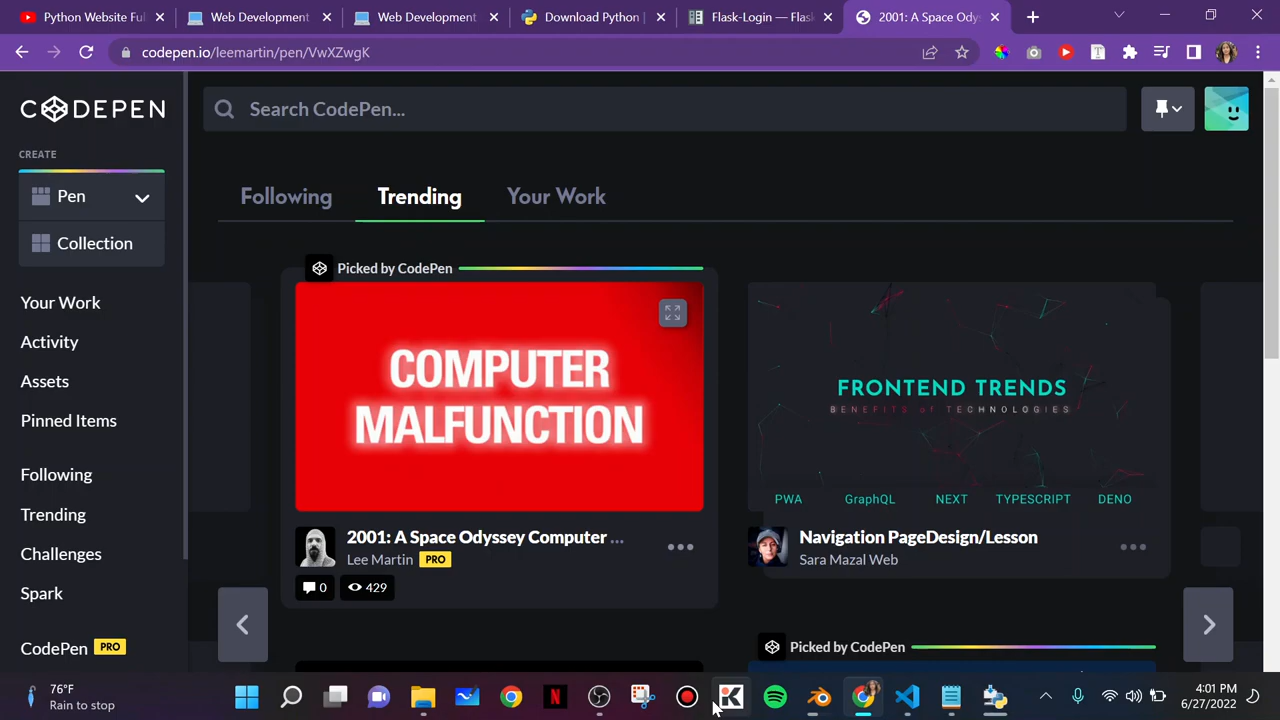 Python Website Ful
Web Development
Web Development
Download Python |
Flask-Login — Flask
2001: A Space Ody
codepen.io/leemartin/pen/VwXZwgK
CODEPEN
Search CodePen...
CREATE
Pen
Collection
Your Work
Activity
Assets
Pinned Items
Following
Trending
Challenges
Spark
CodePen PRO
Following
Trending
Your Work
Picked by CodePen
COMPUTER
MALFUNCTION
2001: A Space Odyssey Computer ...
Lee Martin PRO
0
429
FRONTEND TRENDS
BENEFITS of TECHNOLOGIES
PWA GraphQL NEXT TYPESCRIPT DENO
Navigation PageDesign/Lesson
Sara Mazal Web
Picked by CodePen
76°F
Rain to stop
4:01 PM
6/27/2022